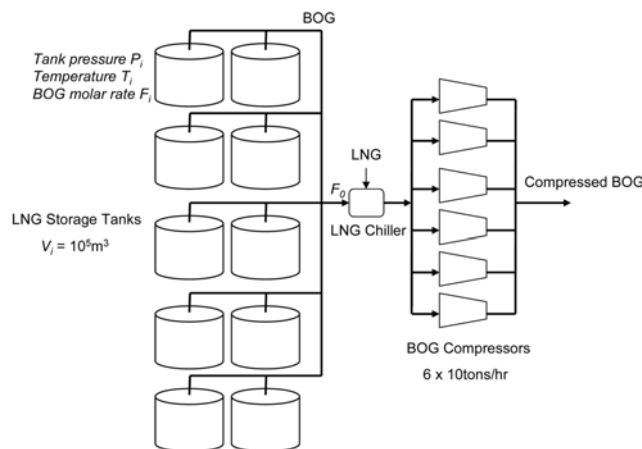 BOG
Tank pressure Pᵢ
Temperature Tᵢ
BOG molar rate Fᵢ
LNG
F₀
Compressed BOG
LNG Storage Tanks
LNG Chiller
Vᵢ = 10⁵m³
BOG Compressors
6 x 10tons/hr